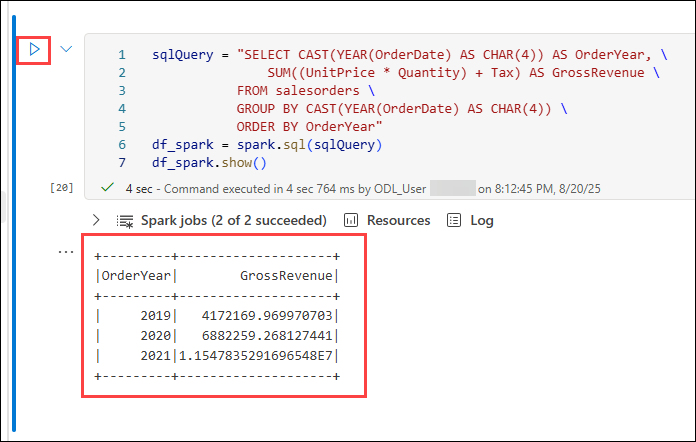 1 sqlQuery = "SELECT CAST(YEAR(OrderDate) AS CHAR(4)) AS OrderYear, \
2 SUM((UnitPrice * Quantity) + Tax) AS GrossRevenue \
3 FROM salesorders \
4 GROUP BY CAST(YEAR(OrderDate) AS CHAR(4)) \
5 ORDER BY OrderYear"
6 df_spark = spark.sql(sqlQuery)
7 df_spark.show()
[20] ✓ 4 sec - Command executed in 4 sec 764 ms by ODL_User on 8:12:45 PM, 8/20/25
Spark jobs (2 of 2 succeeded) Resources Log
...
+---------+-------------------+
|OrderYear|       GrossRevenue|
+---------+-------------------+
|     2019|  4172169.969970703|
|     2020|  6882259.268127441|
|     2021|1.1547835291696548E7|
+---------+-------------------+